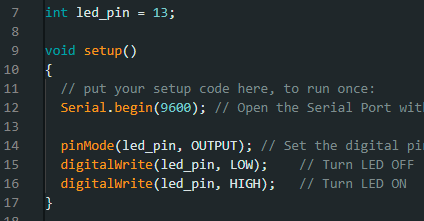 7 int led_pin = 13;
8
9 void setup()
10 {
11 // put your setup code here, to run once:
12 Serial.begin(9600); // Open the Serial Port with
13
14 pinMode(led_pin, OUTPUT); // Set the digital pin
15 digitalWrite(led_pin, LOW); // Turn LED OFF
16 digitalWrite(led_pin, HIGH); // Turn LED ON
17 }